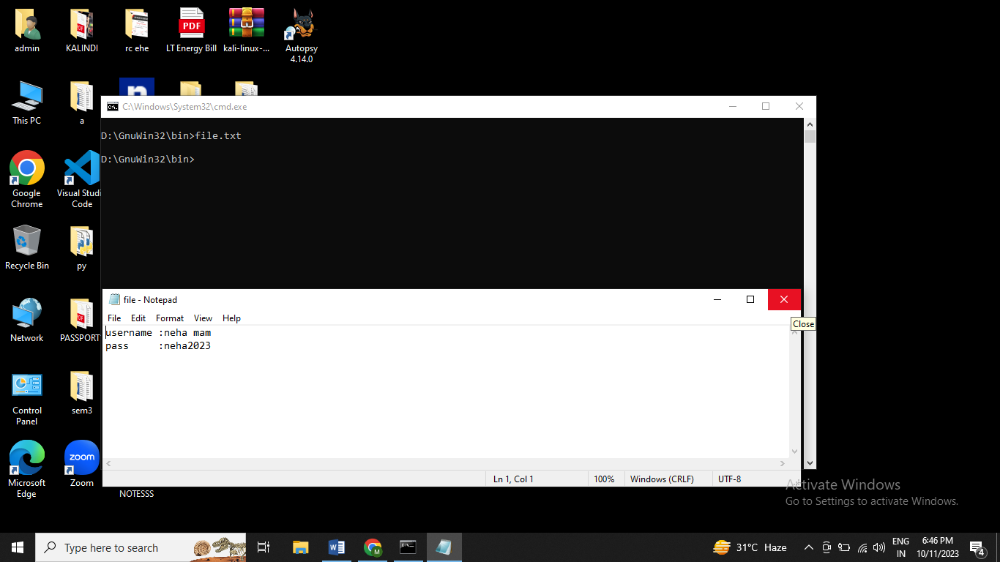 admin
KALINDI
rc ehe
PDF
LT Energy Bill
kali-linux-...
Autopsy
4.14.0
This PC
a
C:\Windows\System32\cmd.exe
D:\GnuWin32\bin>file.txt
D:\GnuWin32\bin>
Google
Chrome
Visual Studi
Code
Recycle Bin
py
file - Notepad
File Edit Format View Help
Close
username :neha mam
pass     :neha2023
Network
PASSPORT
Control
Panel
sem3
zoom
Microsoft
Edge
Zoom
NOTESSS
Ln 1, Col 1
100%
Windows (CRLF)
UTF-8
Activate Windows
Go to Settings to activate Windows.
Type here to search
31°C Haze
ENG
IN
6:46 PM
10/11/2023
4